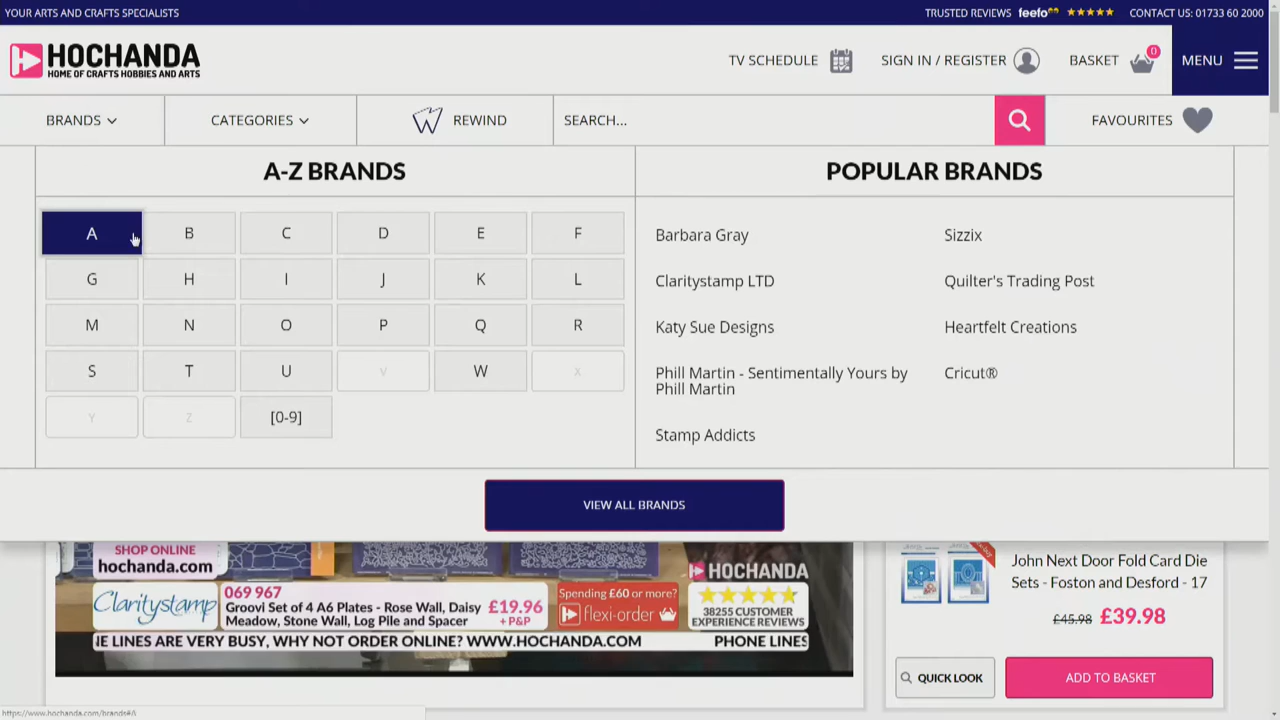 YOUR ARTS AND CRAFTS SPECIALISTS
TRUSTED REVIEWS feefo
CONTACT US: 01733 60 2000
HOCHANDA
HOME OF CRAFTS HOBBIES AND ARTS
TV SCHEDULE
SIGN IN / REGISTER
BASKET
0
MENU
BRANDS
CATEGORIES
REWIND
SEARCH...
FAVOURITES
A-Z BRANDS
POPULAR BRANDS
A B C D E F
G H I J K L
M N O P Q R
S T U V W X
Y Z [0-9]
Barbara Gray
Sizzix
Claritystamp LTD
Quilter's Trading Post
Katy Sue Designs
Heartfelt Creations
Phill Martin - Sentimentally Yours by
Phill Martin
Cricut®
Stamp Addicts
VIEW ALL BRANDS
SHOP ONLINE
hochanda.com
HOCHANDA
Claritystamp
069 967
Groovi Set of 4 A6 Plates - Rose Wall, Daisy
Meadow, Stone Wall, Log Pile and Spacer
£19.96
+ P&P
Spending £60 or more?
flexi-order
38255 CUSTOMER
EXPERIENCE REVIEWS
IE LINES ARE VERY BUSY, WHY NOT ORDER ONLINE? WWW.HOCHANDA.COM
PHONE LINES
John Next Door Fold Card Die
Sets - Foston and Desford - 17
£45.98 £39.98
QUICK LOOK
ADD TO BASKET
https://www.hochanda.com/brands#A